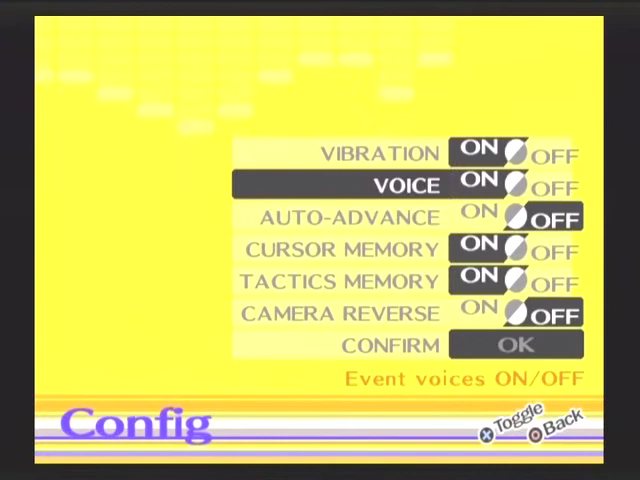 VIBRATION ON OFF
VOICE ON OFF
AUTO-ADVANCE ON OFF
CURSOR MEMORY ON OFF
TACTICS MEMORY ON OFF
CAMERA REVERSE ON OFF
CONFIRM OK
Event voices ON/OFF
Config
Toggle
Back